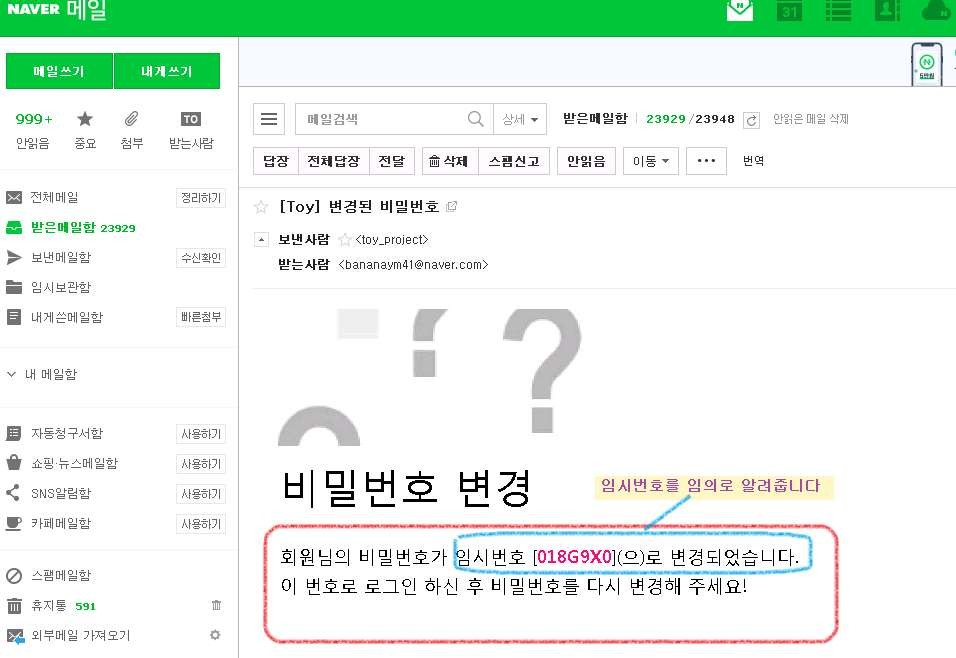 NAVER 메일
31
메일쓰기 내게쓰기
999+ TO
안읽음 중요 첨부 받는사람
전체메일 정리하기
받은메일함 23929
보낸메일함 수신확인
임시보관함
내게쓴메일함 빠른첨부
내 메일함
자동청구서함 사용하기
쇼핑·뉴스메일함 사용하기
SNS알림함 사용하기
카페메일함 사용하기
스팸메일함
휴지통 591
외부메일 가져오기
메일검색 상세 받은메일함 23929/23948 안읽은 메일 삭제
답장 전체답장 전달 삭제 스팸신고 안읽음 이동 ••• 번역
[Toy] 변경된 비밀번호
보낸사람 <toy_project>
받는사람 <bananaym41@naver.com>
? ?
비밀번호 변경
임시번호를 임의로 알려줍니다
회원님의 비밀번호가 임시번호 [018G9X0](으)로 변경되었습니다.
이 번호로 로그인 하신 후 비밀번호를 다시 변경해 주세요!